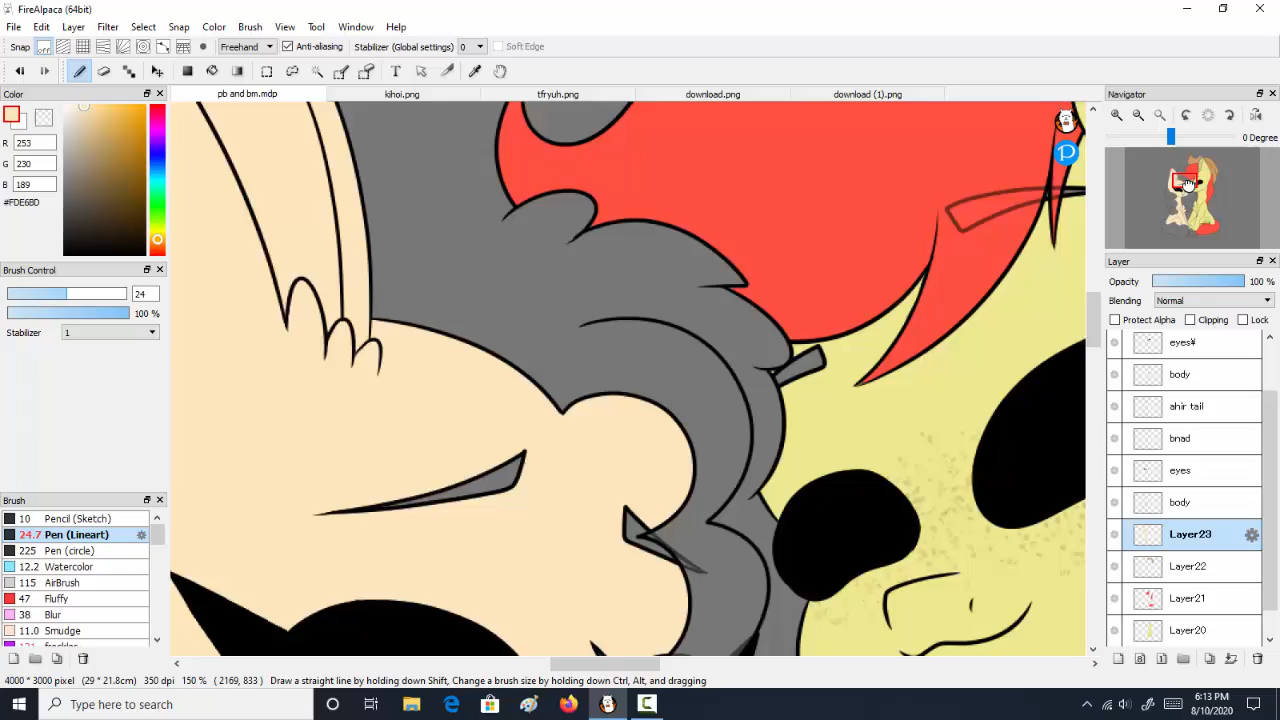 FireAlpaca (64bit)
File Edit Layer Filter Select Snap Color Brush View Tool Window Help
Snap Freehand Anti-aliasing Stabilizer (Global settings) 0 Soft Edge
Color pb and bm.mdp kihoi.png tfryuh.png download.png download (1).png Navigator
R 253
G 230
B 189
#FDE6BD
0 Degree
Layer
Brush Control
Opacity 100 %
24
Blending Normal
100 %
Protect Alpha Clipping Lock
Stabilizer 1
eyes¥
body
ahir tail
bnad
eyes
body
Layer23
Layer22
Layer21
Layer20
Brush
10 Pencil (Sketch)
24.7 Pen (Lineart)
225 Pen (circle)
12.2 Watercolor
115 AirBrush
47 Fluffy
38 Blur
11.0 Smudge
4000 * 3000 pixel (29 * 21.8cm) 350 dpi 150 % ( 2169, 833 ) Draw a straight line by holding down Shift, Change a brush size by holding down Ctrl, Alt, and dragging
Type here to search
6:13 PM
8/10/2020